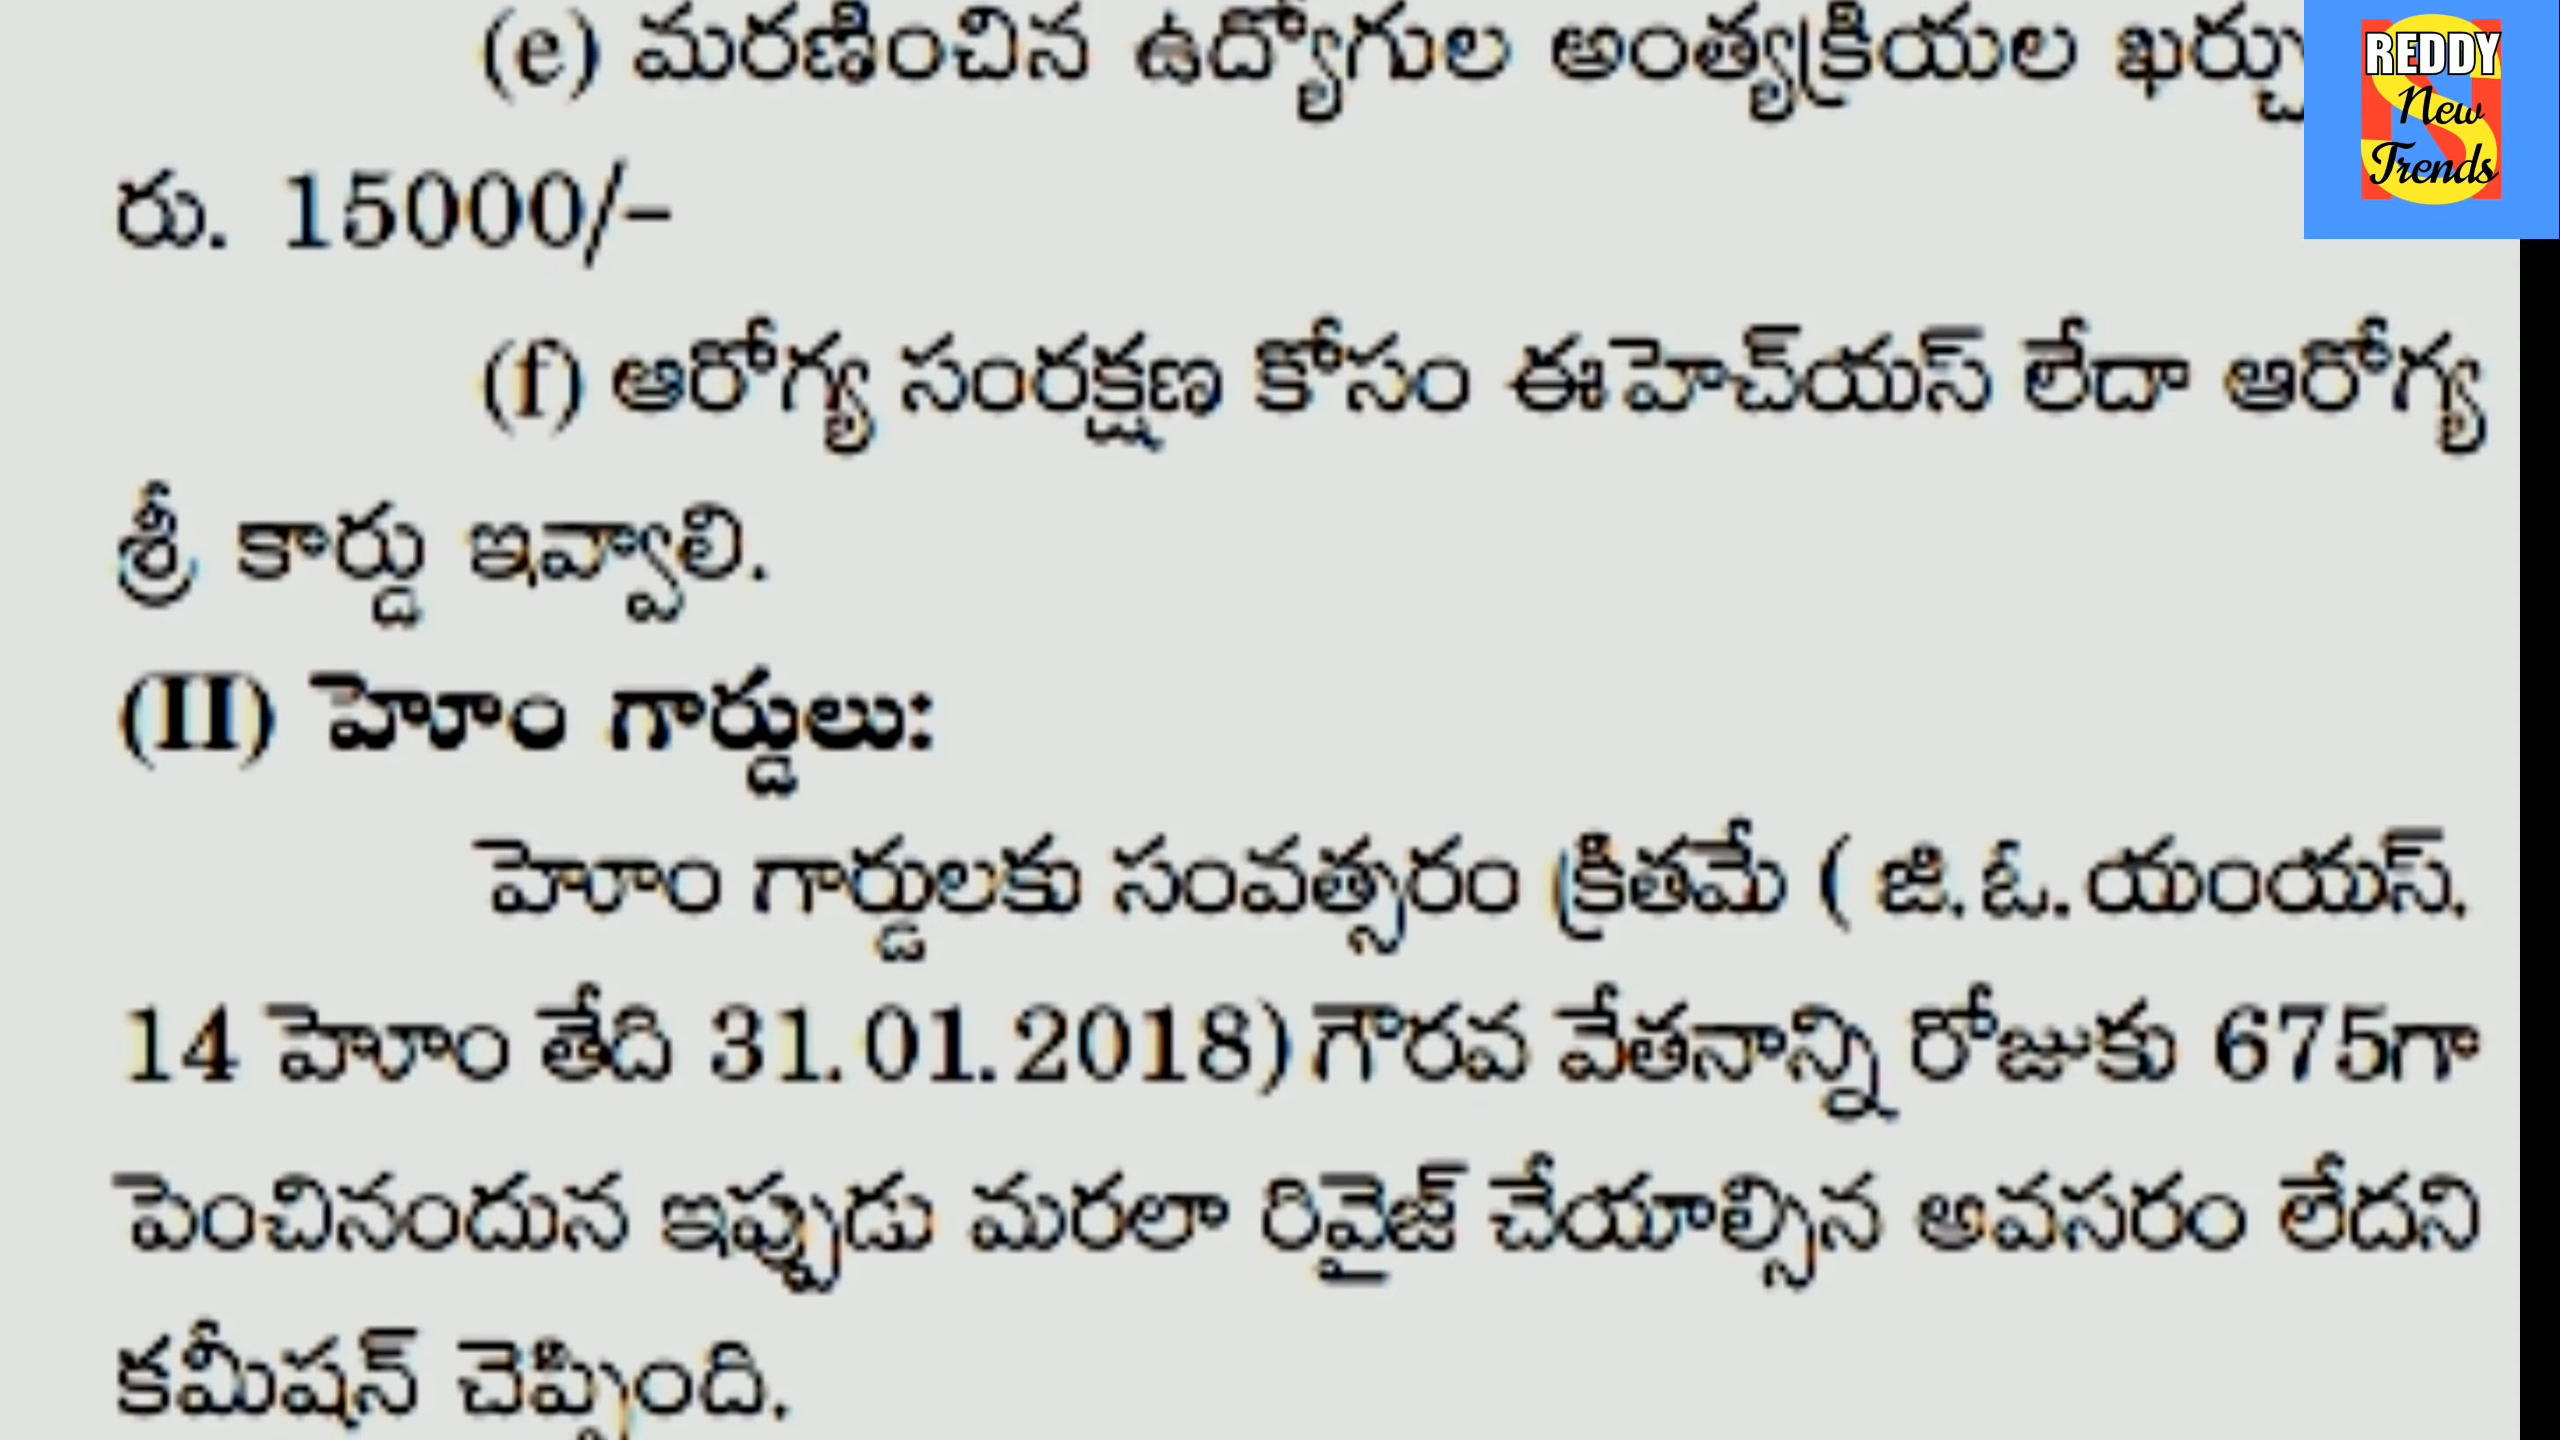 (e) మరణించిన ఉద్యోగుల అంత్యక్రియల ఖర్చు
రు. 15000/-
(f) ఆరోగ్య సంరక్షణ కోసం ఈహెచ్‌యస్ లేదా ఆరోగ్య
శ్రీ కార్డు ఇవ్వాలి.
(II) హెూం గార్డులు:
హెూం గార్డులకు సంవత్సరం క్రితమే ( జి.ఓ.యంయస్.
14 హెూం తేది 31.01.2018) గౌరవ వేతనాన్ని రోజుకు 675గా
పెంచినందున ఇప్పుడు మరలా రివైజ్ చేయాల్సిన అవసరం లేదని
కమీషన్ చెప్పింది.
REDDY
New
Trends